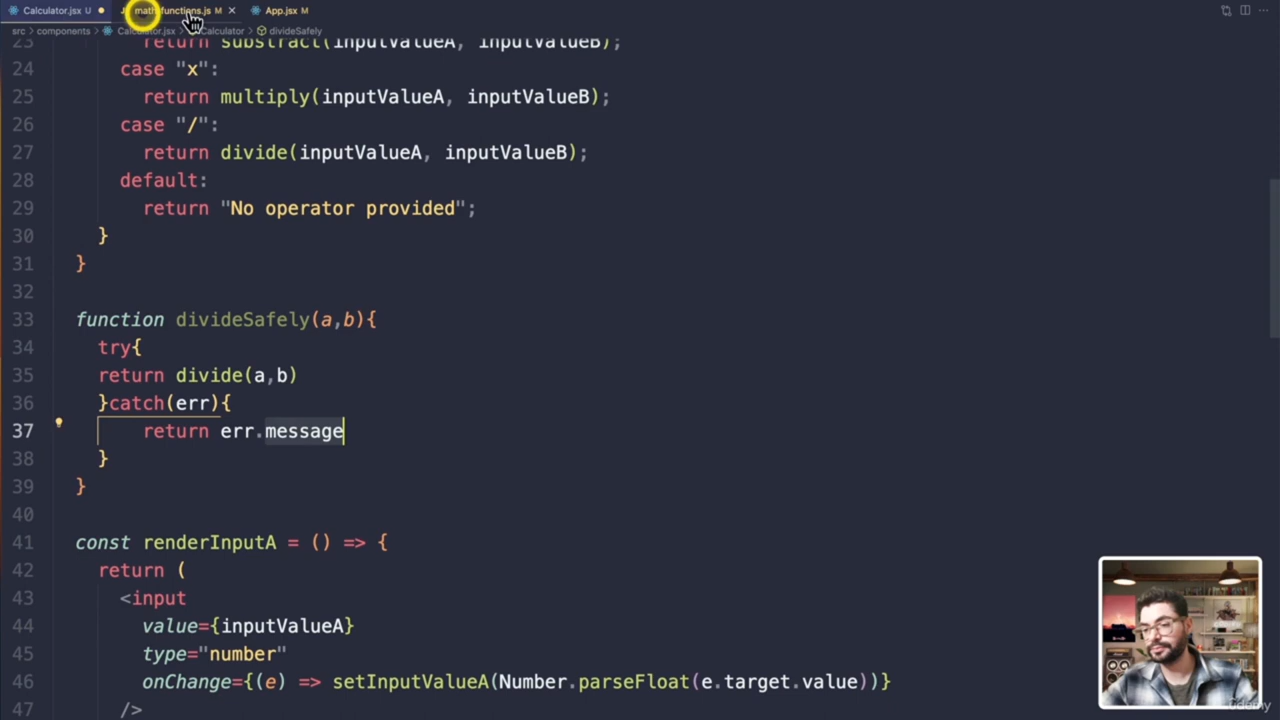 Calculator.jsx U math-functions.js M App.jsx M
src components Calculator.jsx Calculator divideSafely
23 return substract(inputValueA, inputValueB);
24 case "x":
25 return multiply(inputValueA, inputValueB);
26 case "/":
27 return divide(inputValueA, inputValueB);
28 default:
29 return "No operator provided";
30 }
31 }
32
33 function divideSafely(a,b){
34 try{
35 return divide(a,b)
36 }catch(err){
37 return err.message
38 }
39 }
40
41 const renderInputA = () => {
42 return (
43 <input
44 value={inputValueA}
45 type="number"
46 onChange={(e) => setInputValueA(Number.parseFloat(e.target.value))}
47 />
udemy